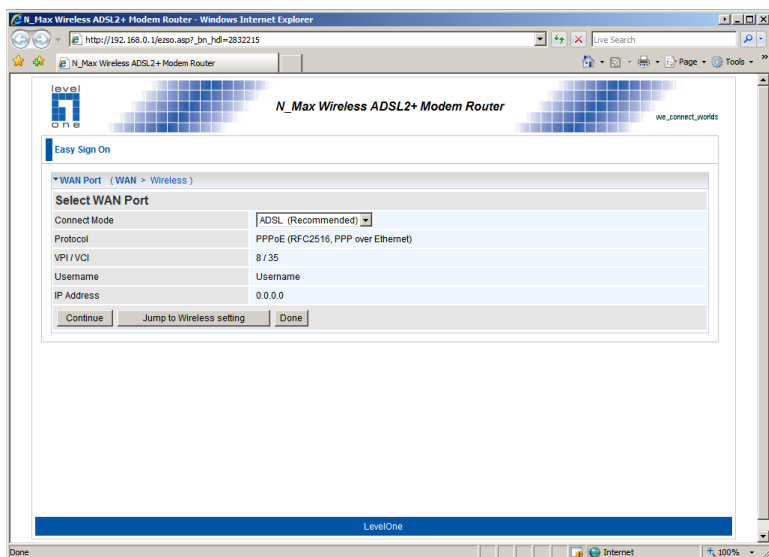 N_Max Wireless ADSL2+ Modem Router - Windows Internet Explorer
http://192.168.0.1/ezso.asp?_bn_hdl=2832215
Live Search
N_Max Wireless ADSL2+ Modem Router
Page
Tools
level
one
N_Max Wireless ADSL2+ Modem Router
we_connect_worlds
Easy Sign On
WAN Port ( WAN > Wireless )
Select WAN Port
Connect Mode ADSL (Recommended)
Protocol PPPoE (RFC2516, PPP over Ethernet)
VPI / VCI 8 / 35
Username Username
IP Address 0.0.0.0
Continue Jump to Wireless setting Done
LevelOne
Done Internet 100%